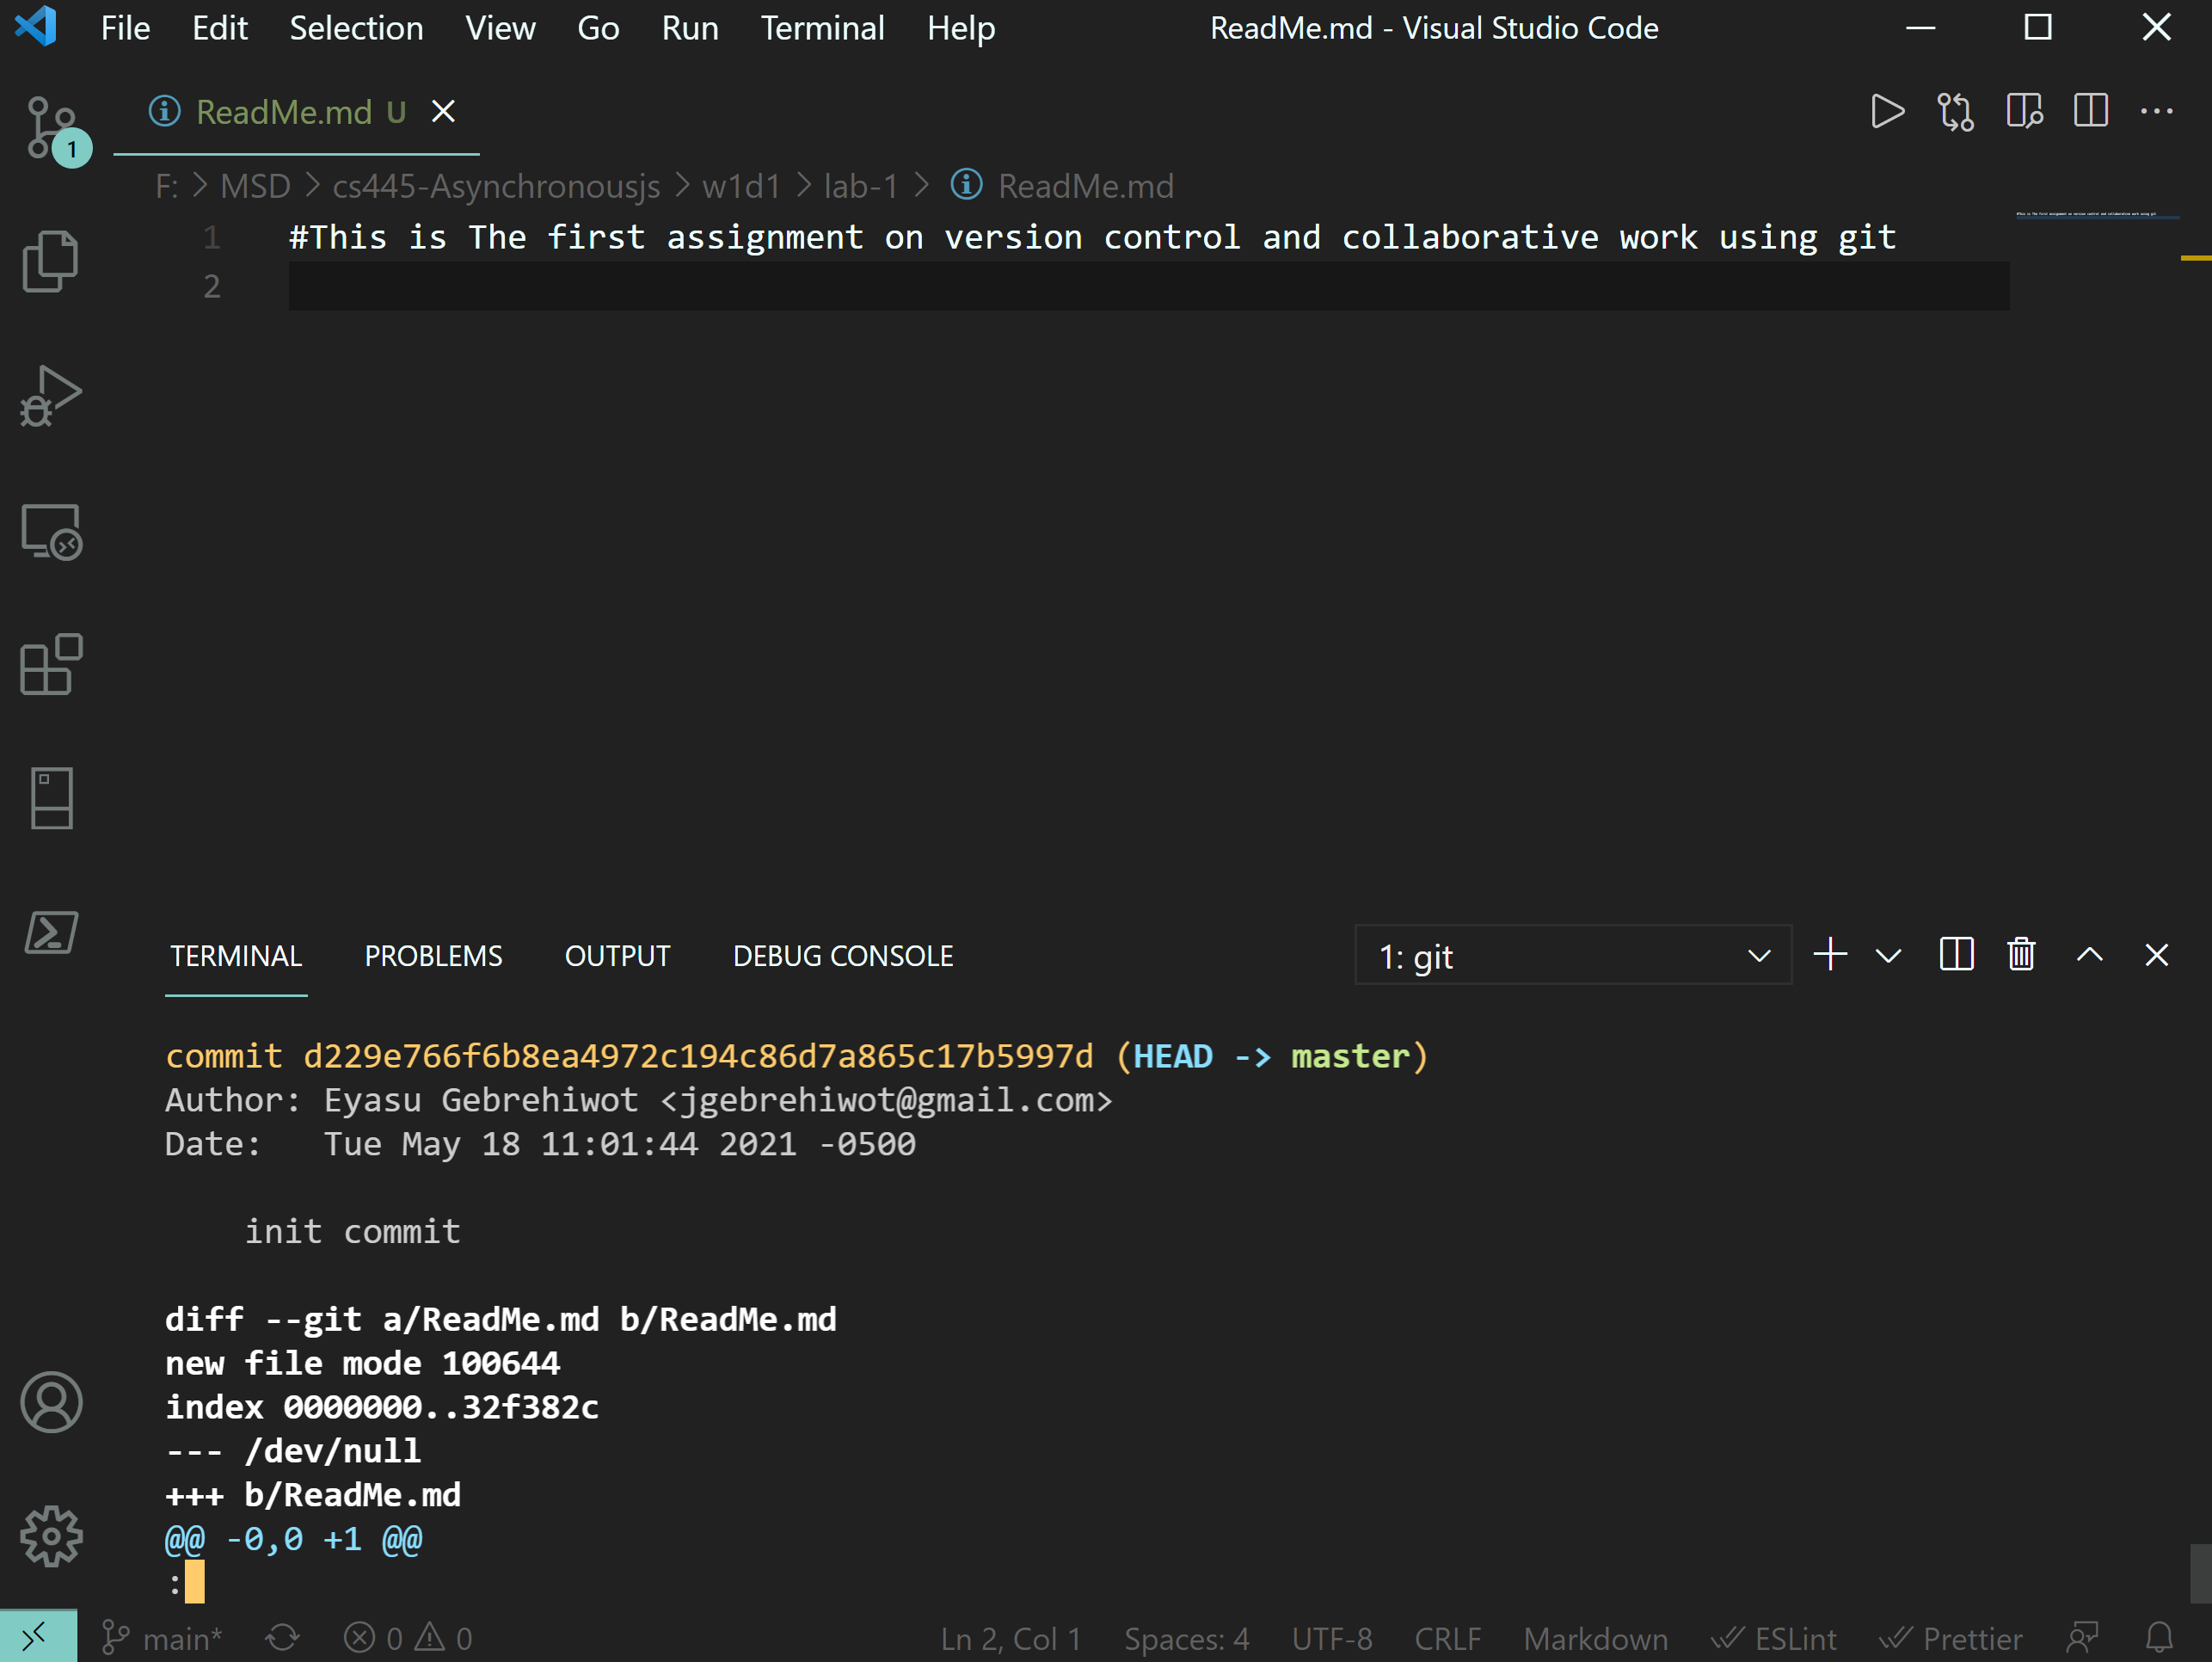 File Edit Selection View Go Run Terminal Help ReadMe.md - Visual Studio Code
1
ReadMe.md U
F: > MSD > cs445-Asynchronousjs > w1d1 > lab-1 > ReadMe.md
1 #This is The first assignment on version control and collaborative work using git
2
TERMINAL PROBLEMS OUTPUT DEBUG CONSOLE 1: git
commit d229e766f6b8ea4972c194c86d7a865c17b5997d (HEAD -> master)
Author: Eyasu Gebrehiwot <jgebrehiwot@gmail.com>
Date:   Tue May 18 11:01:44 2021 -0500
init commit
diff --git a/ReadMe.md b/ReadMe.md
new file mode 100644
index 0000000..32f382c
--- /dev/null
+++ b/ReadMe.md
@@ -0,0 +1 @@
:
main* 0 0 Ln 2, Col 1 Spaces: 4 UTF-8 CRLF Markdown ESLint Prettier